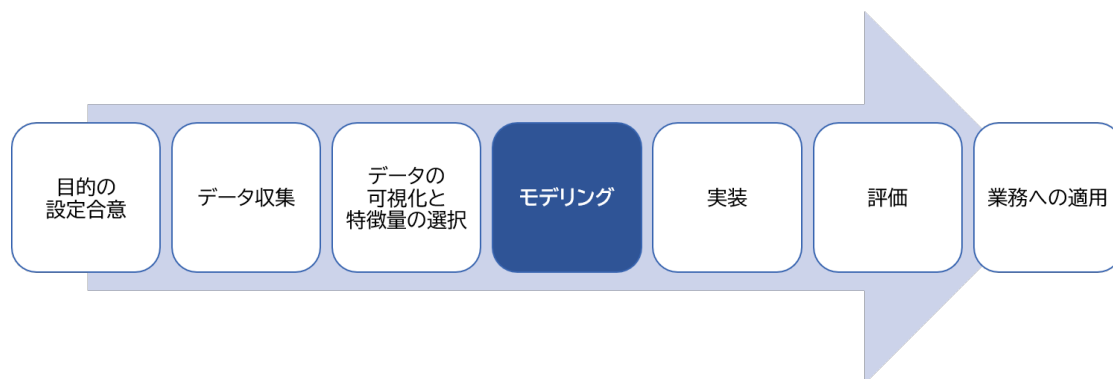 目的の
設定合意
データ収集
データの
可視化と
特徴量の選択
モデリング
実装
評価
業務への適用